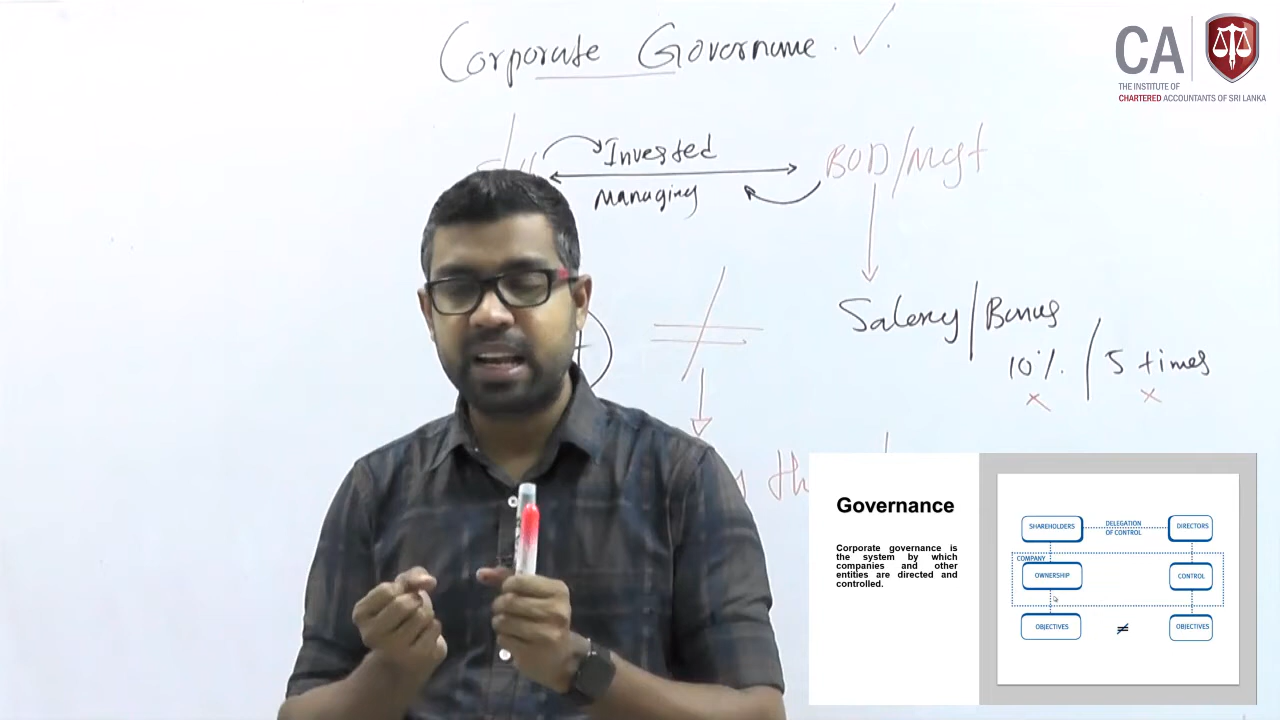 Corporate Govername.
CA
THE INSTITUTE OF
CHARTERED ACCOUNTANTS OF SRI LANKA
Invested
BOD/Mgt
Managing
Salary/Bonus
10% / 5 times
Governance
Corporate governance is
the system by which
companies and other
entities are directed and
controlled.
SHAREHOLDERS
DELEGATION
OF CONTROL
DIRECTORS
COMPANY
OWNERSHIP
CONTROL
OBJECTIVES
≠
OBJECTIVES